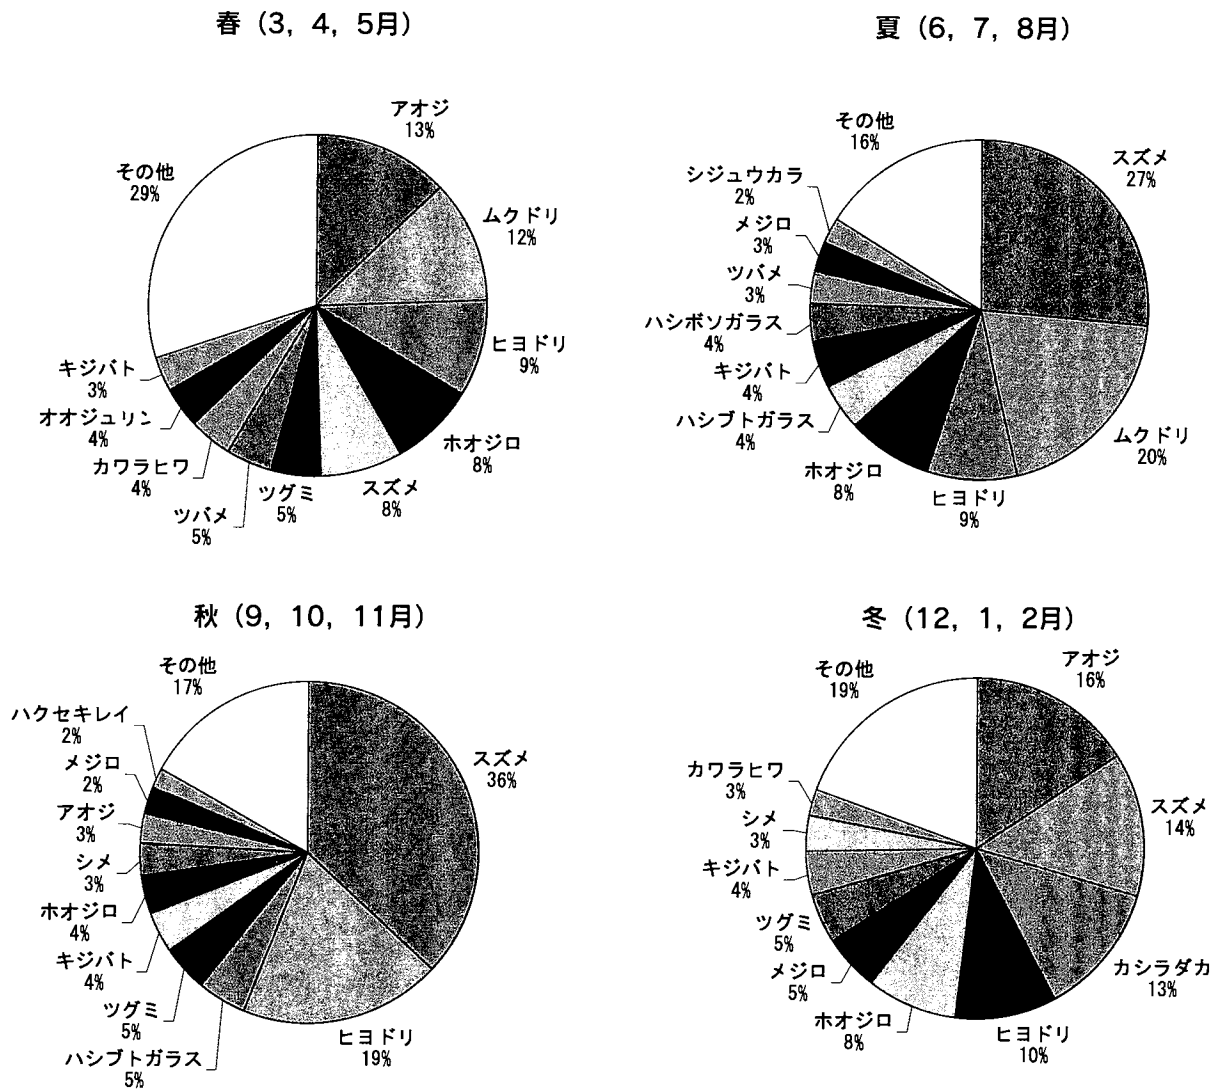 春（3, 4, 5月）
アオジ
13%
ムクドリ
12%
ヒヨドリ
9%
ホオジロ
8%
スズメ
8%
ツグミ
5%
ツバメ
5%
カワラヒワ
4%
オオジュリン
4%
キジバト
3%
その他
29%
夏（6, 7, 8月）
スズメ
27%
ムクドリ
20%
ヒヨドリ
9%
ホオジロ
8%
ハシブトガラス
4%
キジバト
4%
ハシボソガラス
4%
ツバメ
3%
メジロ
3%
シジュウカラ
2%
その他
16%
秋（9, 10, 11月）
スズメ
36%
ヒヨドリ
19%
ハシブトガラス
5%
ツグミ
5%
キジバト
4%
ホオジロ
4%
シメ
3%
アオジ
3%
メジロ
2%
ハクセキレイ
2%
その他
17%
冬（12, 1, 2月）
アオジ
16%
スズメ
14%
カシラダカ
13%
ヒヨドリ
10%
ホオジロ
8%
メジロ
5%
ツグミ
5%
キジバト
4%
シメ
3%
カワラヒワ
3%
その他
19%